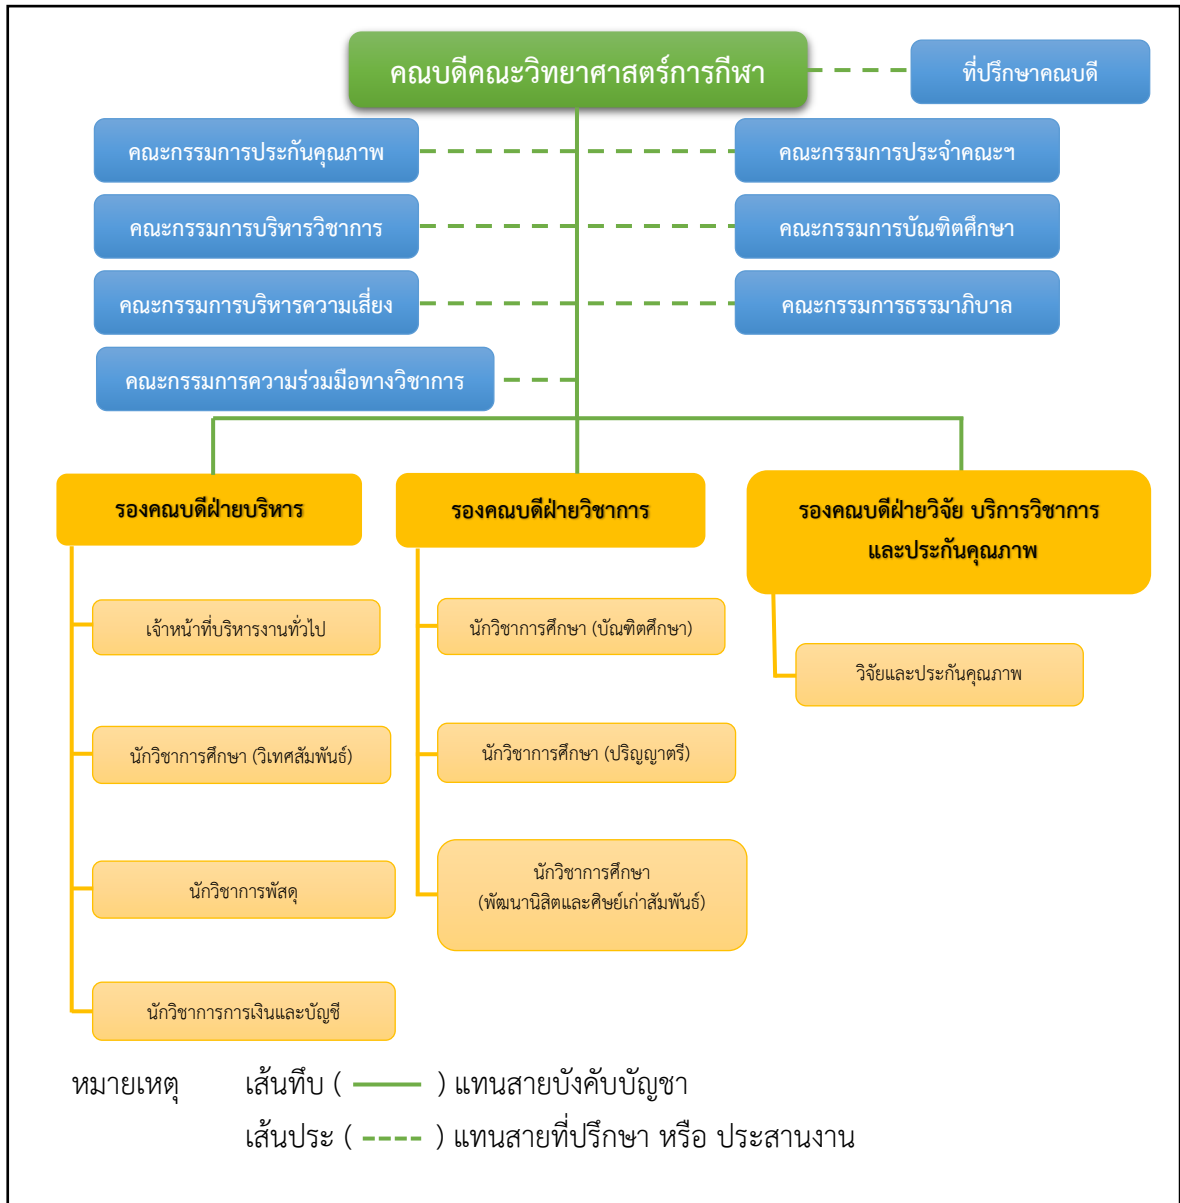 คณบดีคณะวิทยาศาสตร์การกีฬา
ที่ปรึกษาคณบดี
คณะกรรมการประกันคุณภาพ
คณะกรรมการประจำคณะฯ
คณะกรรมการบริหารวิชาการ
คณะกรรมการบัณฑิตศึกษา
คณะกรรมการบริหารความเสี่ยง
คณะกรรมการธรรมาภิบาล
คณะกรรมการความร่วมมือทางวิชาการ
รองคณบดีฝ่ายบริหาร
รองคณบดีฝ่ายวิชาการ
รองคณบดีฝ่ายวิจัย บริการวิชาการ
และประกันคุณภาพ
เจ้าหน้าที่บริหารงานทั่วไป
นักวิชาการศึกษา (บัณฑิตศึกษา)
วิจัยและประกันคุณภาพ
นักวิชาการศึกษา (วิเทศสัมพันธ์)
นักวิชาการศึกษา (ปริญญาตรี)
นักวิชาการพัสดุ
นักวิชาการศึกษา
(พัฒนานิสิตและศิษย์เก่าสัมพันธ์)
นักวิชาการการเงินและบัญชี
หมายเหตุ เส้นทึบ ( ) แทนสายบังคับบัญชา
เส้นประ ( ) แทนสายที่ปรึกษา หรือ ประสานงาน